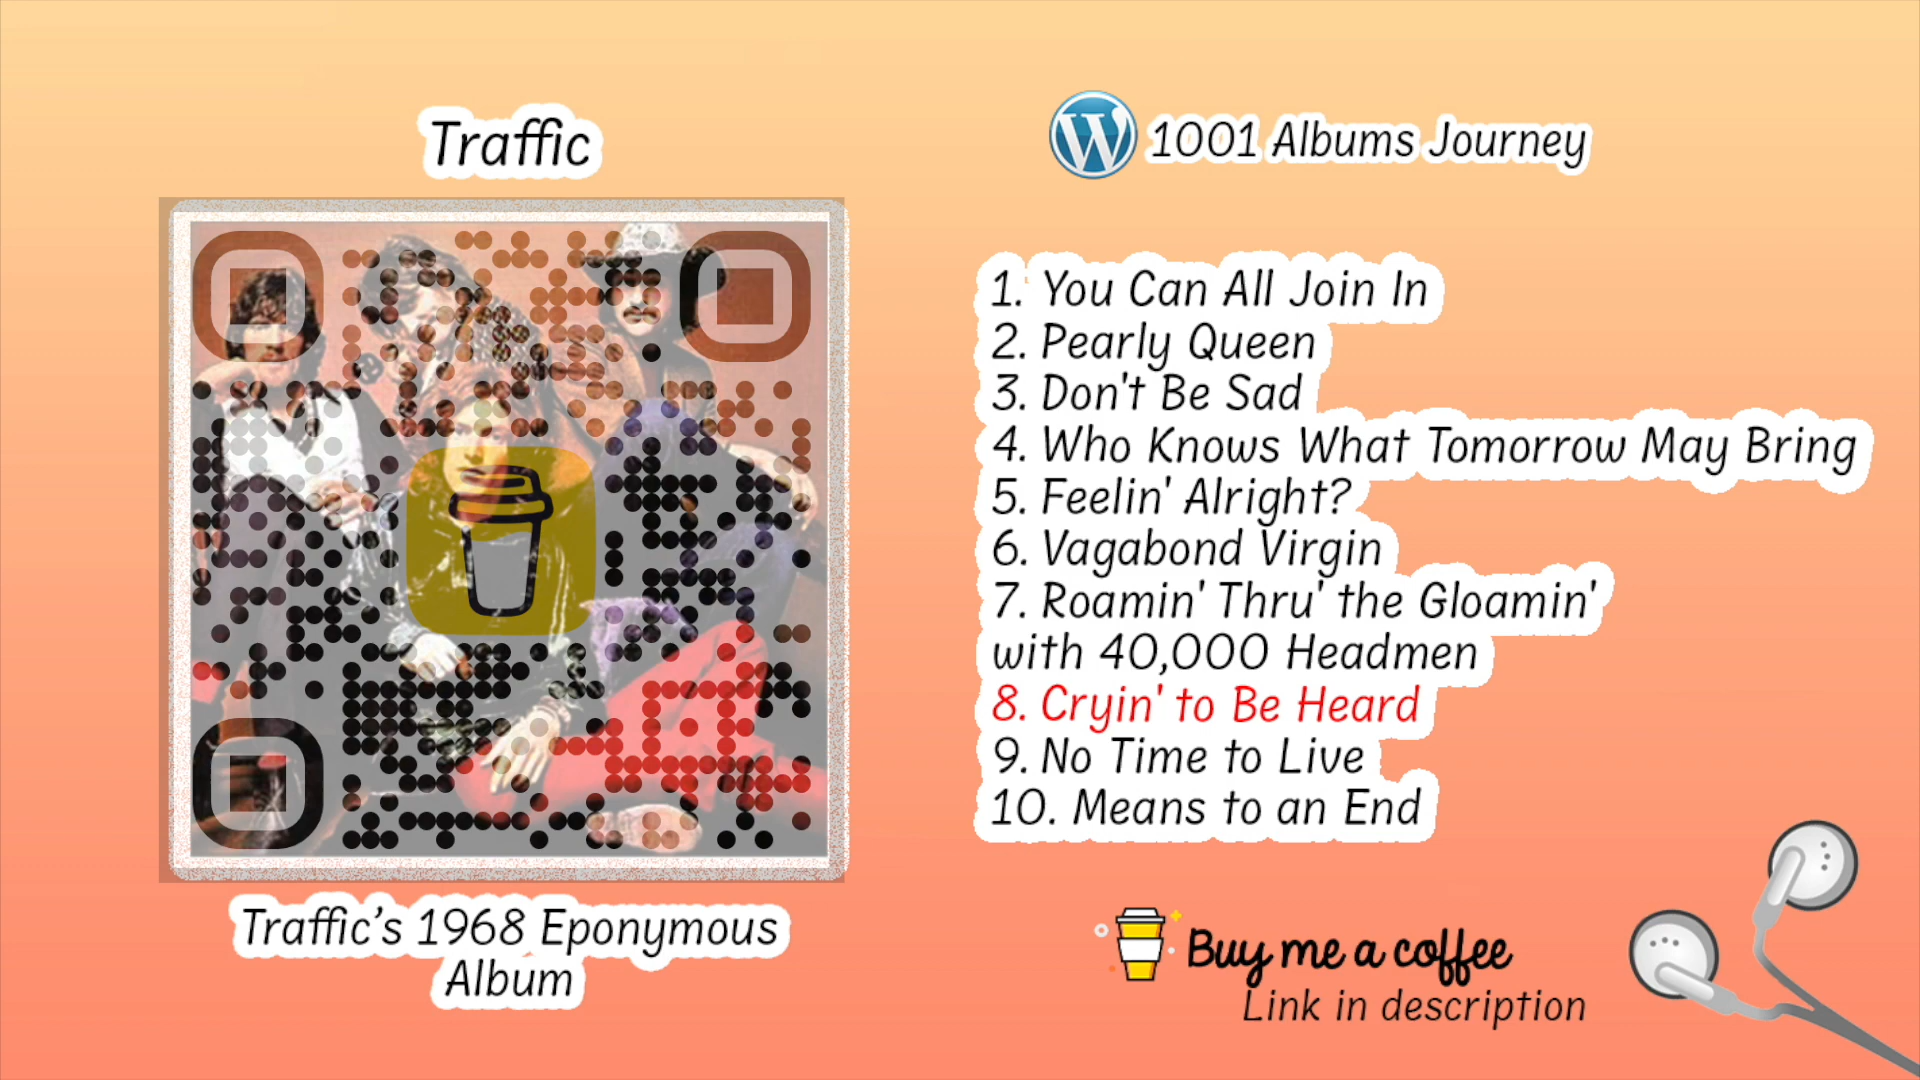 Traffic
1001 Albums Journey
1. You Can All Join In
2. Pearly Queen
3. Don't Be Sad
4. Who Knows What Tomorrow May Bring
5. Feelin' Alright?
6. Vagabond Virgin
7. Roamin' Thru' the Gloamin'
with 40,000 Headmen
8. Cryin' to Be Heard
9. No Time to Live
10. Means to an End
Traffic’s 1968 Eponymous
Album
Buy me a coffee
Link in description